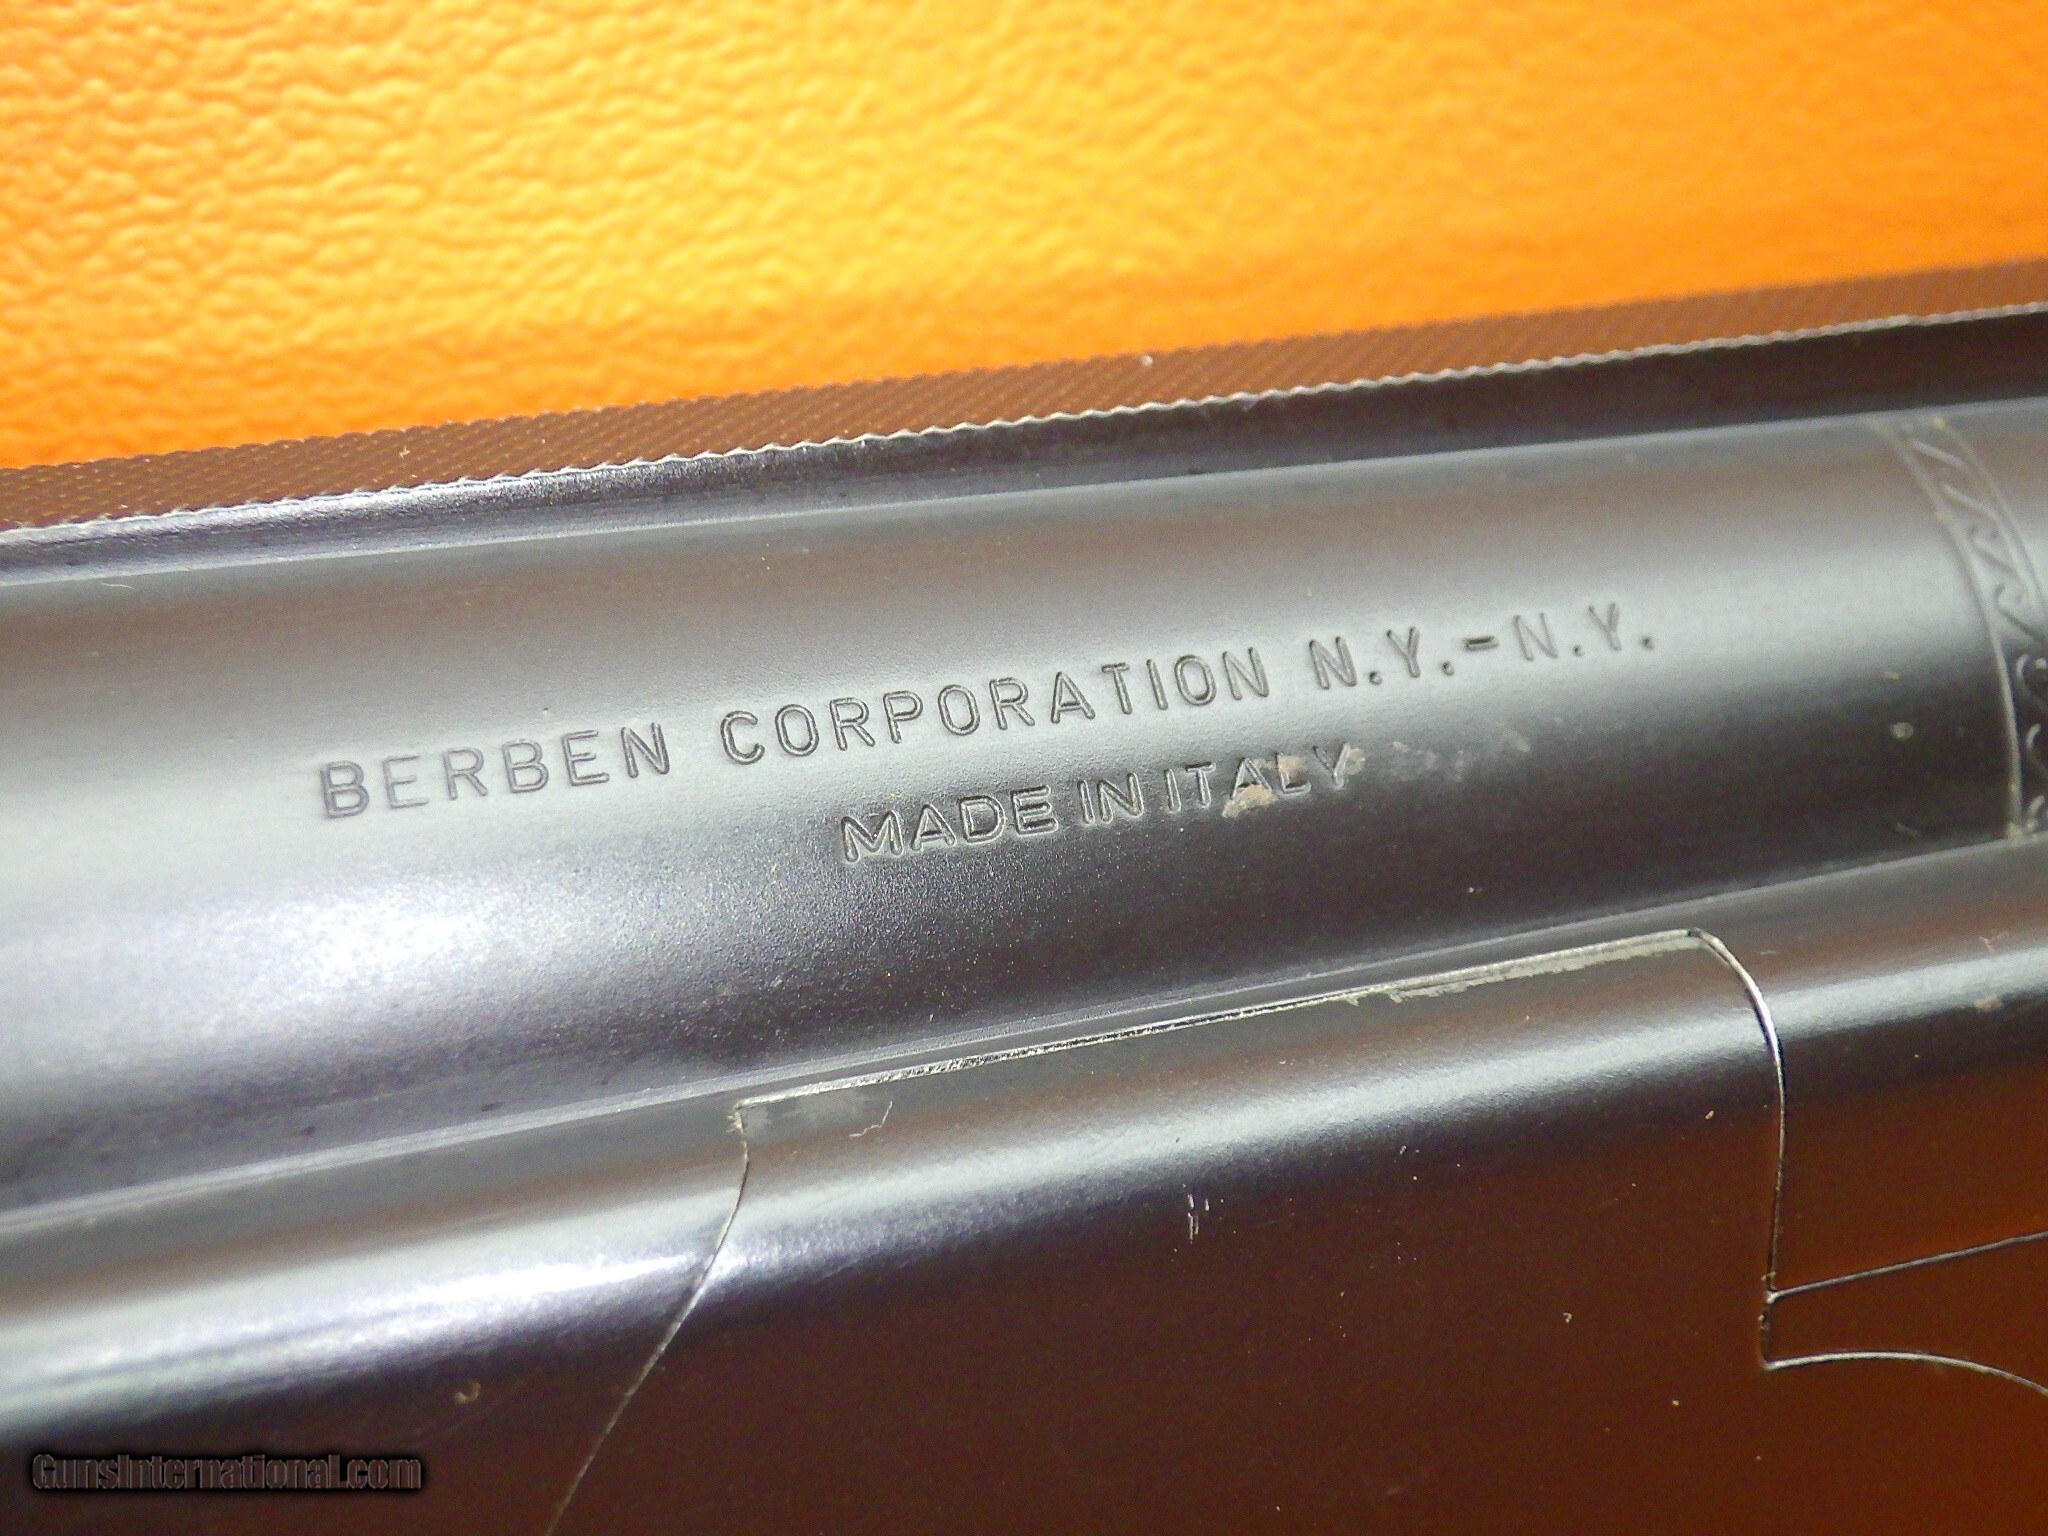 BERBEN CORPORATION N.Y.-N.Y.
MADE IN ITALY
GunsInternational.com